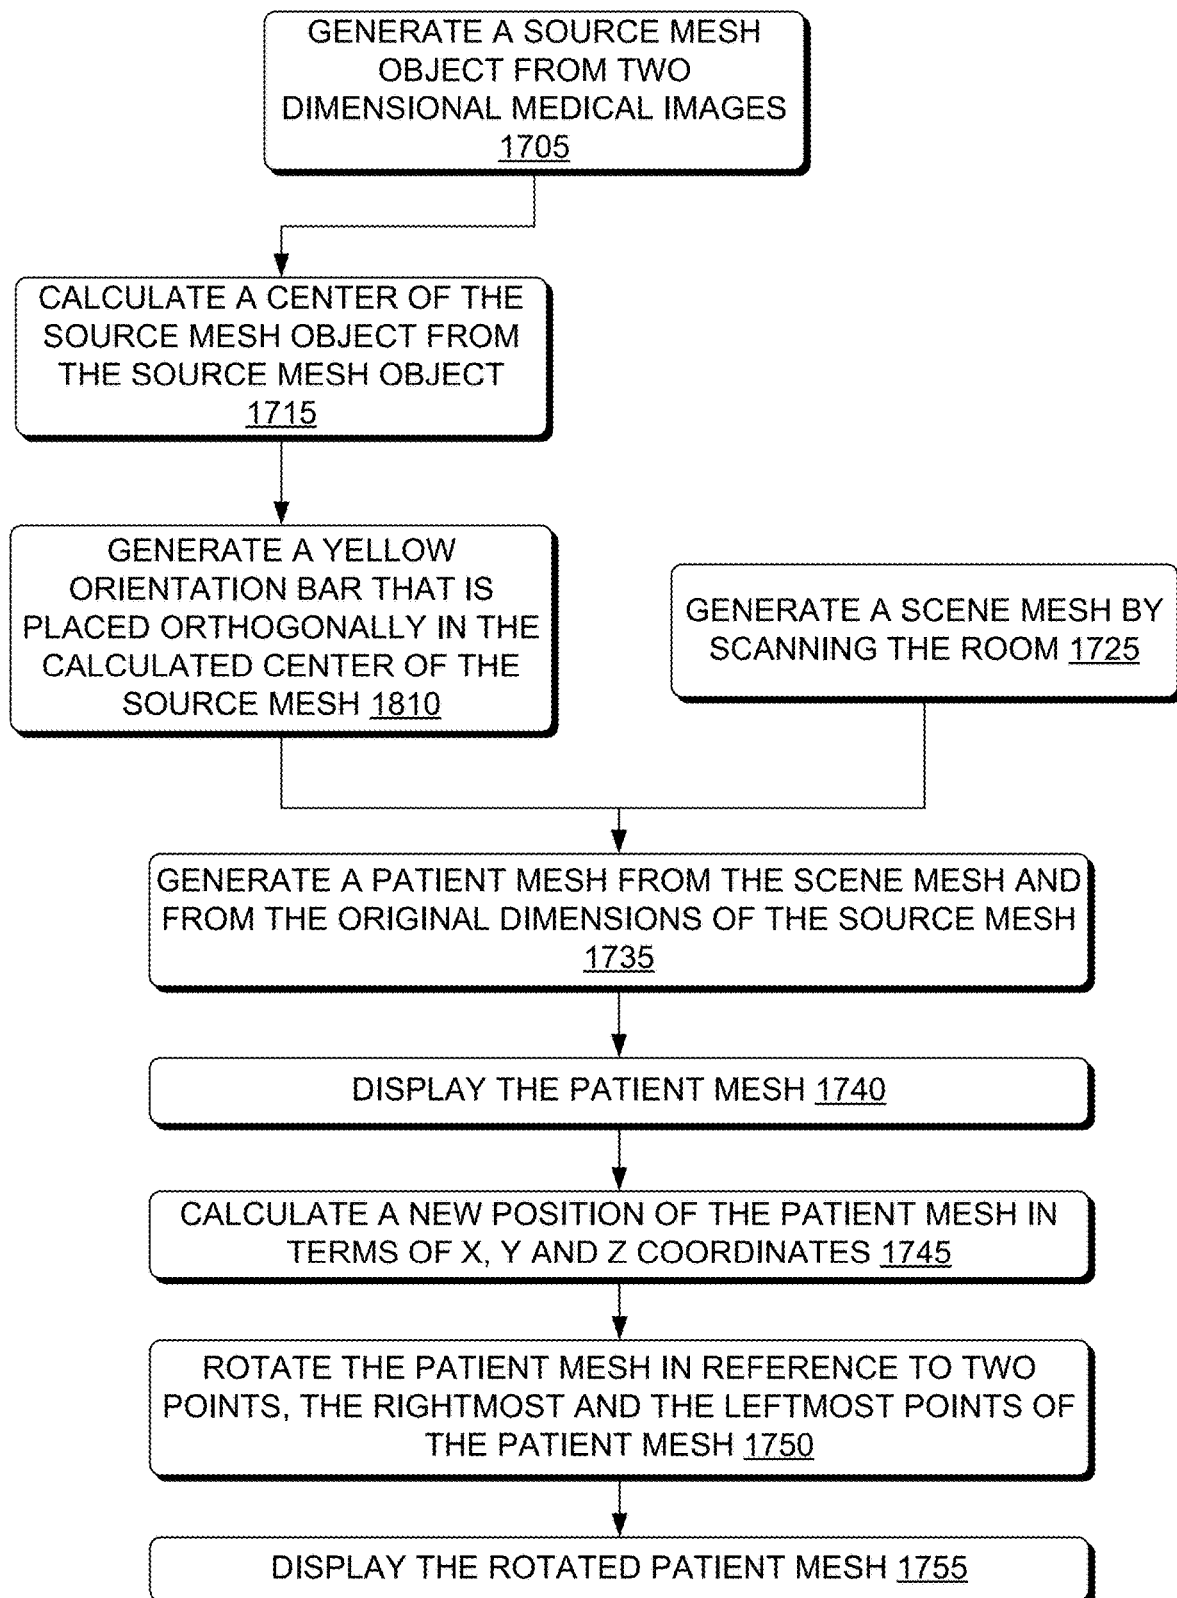 GENERATE A SOURCE MESH
OBJECT FROM TWO
DIMENSIONAL MEDICAL IMAGES
1705
CALCULATE A CENTER OF THE
SOURCE MESH OBJECT FROM
THE SOURCE MESH OBJECT
1715
GENERATE A YELLOW
ORIENTATION BAR THAT IS
PLACED ORTHOGONALLY IN THE
CALCULATED CENTER OF THE
SOURCE MESH 1810
GENERATE A SCENE MESH BY
SCANNING THE ROOM 1725
GENERATE A PATIENT MESH FROM THE SCENE MESH AND
FROM THE ORIGINAL DIMENSIONS OF THE SOURCE MESH
1735
DISPLAY THE PATIENT MESH 1740
CALCULATE A NEW POSITION OF THE PATIENT MESH IN
TERMS OF X, Y AND Z COORDINATES 1745
ROTATE THE PATIENT MESH IN REFERENCE TO TWO
POINTS, THE RIGHTMOST AND THE LEFTMOST POINTS OF
THE PATIENT MESH 1750
DISPLAY THE ROTATED PATIENT MESH 1755